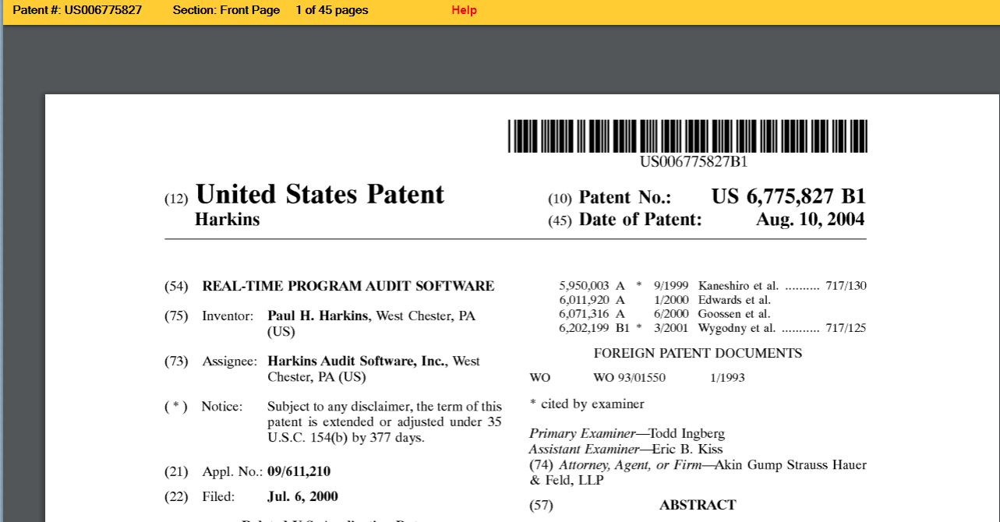 Patent #: US006775827 Section: Front Page 1 of 45 pages Help
US006775827B1
(12) United States Patent
Harkins
(10) Patent No.: US 6,775,827 B1
(45) Date of Patent: Aug. 10, 2004
(54) REAL-TIME PROGRAM AUDIT SOFTWARE
(75) Inventor: Paul H. Harkins, West Chester, PA
(US)
(73) Assignee: Harkins Audit Software, Inc., West
Chester, PA (US)
( * ) Notice: Subject to any disclaimer, the term of this
patent is extended or adjusted under 35
U.S.C. 154(b) by 377 days.
(21) Appl. No.: 09/611,210
(22) Filed: Jul. 6, 2000
5,950,003 A * 9/1999 Kaneshiro et al. .......... 717/130
6,011,920 A 1/2000 Edwards et al.
6,071,316 A 6/2000 Goossen et al.
6,202,199 B1 * 3/2001 Wygodny et al. ........... 717/125
FOREIGN PATENT DOCUMENTS
WO WO 93/01550 1/1993
* cited by examiner
Primary Examiner—Todd Ingberg
Assistant Examiner—Eric B. Kiss
(74) Attorney, Agent, or Firm—Akin Gump Strauss Hauer
& Feld, LLP
(57) ABSTRACT